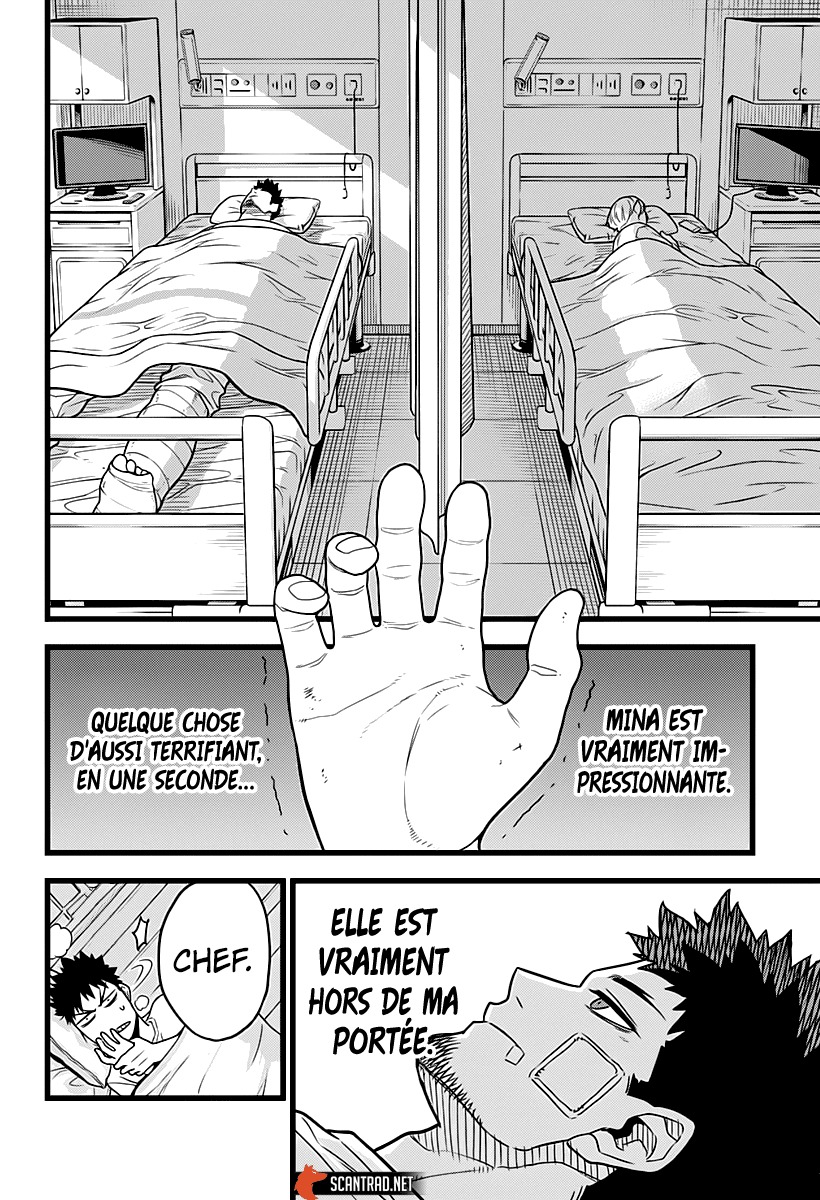 MINA EST
VRAIMENT IM-
PRESSIONNANTE.
QUELQUE CHOSE
D'AUSSI TERRIFIANT,
EN UNE SECONDE...
ELLE EST
VRAIMENT
HORS DE MA
PORTÉE.
CHEF.
SCANTRAD.NET